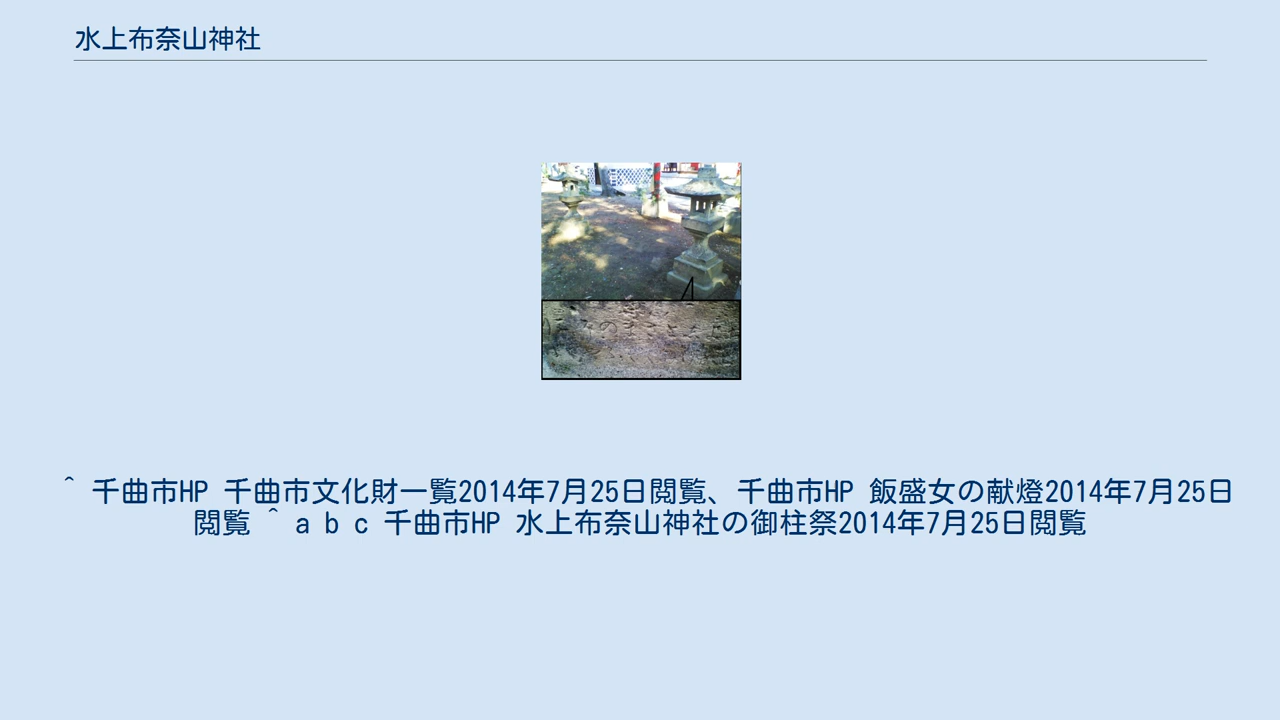 水上布奈山神社
^ 千曲市HP 千曲市文化財一覧2014年7月25日閲覧、千曲市HP 飯盛女の献燈2014年7月25日
閲覧 ^ a b c 千曲市HP 水上布奈山神社の御柱祭2014年7月25日閲覧